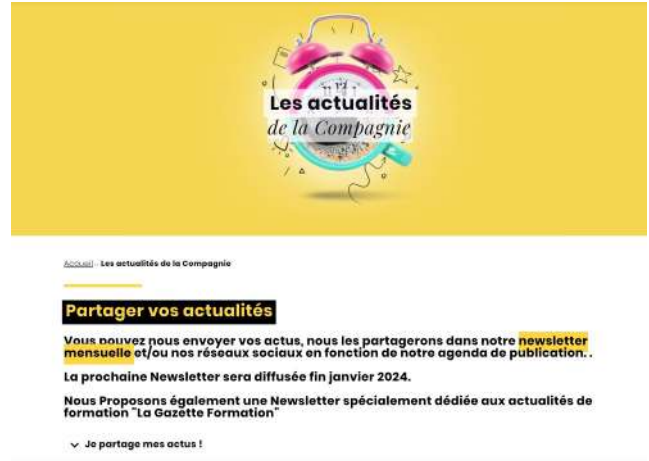 Les actualités
de la Compagnie
Accueil - Les actualités de la Compagnie
Partager vos actualités
Vous pouvez nous envoyer vos actus, nous les partagerons dans notre newsletter
mensuelle et/ou nos réseaux sociaux en fonction de notre agenda de publication. .
La prochaine Newsletter sera diffusée fin janvier 2024.
Nous Proposons également une Newsletter spécialement dédiée aux actualités de
formation "La Gazette Formation"
Je partage mes actus !